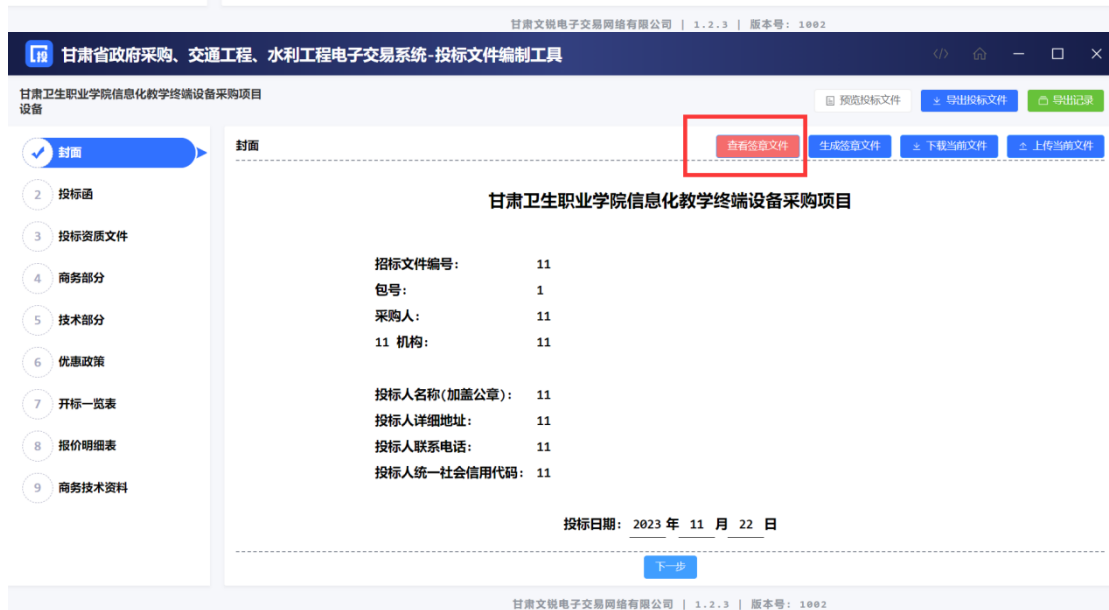 甘肃文锐电子交易网络有限公司 | 1.2.3 | 版本号: 1002
投 甘肃省政府采购、交通工程、水利工程电子交易系统-投标文件编制工具
甘肃卫生职业学院信息化教学终端设备采购项目
设备
预览投标文件 导出投标文件 导出记录
封面
2 投标函
3 投标资质文件
4 商务部分
5 技术部分
6 优惠政策
7 开标一览表
8 报价明细表
9 商务技术资料
封面 查看签章文件 生成签章文件 下载当前文件 上传当前文件
甘肃卫生职业学院信息化教学终端设备采购项目
招标文件编号: 11
包号: 1
采购人: 11
11 机构: 11
投标人名称(加盖公章): 11
投标人详细地址: 11
投标人联系电话: 11
投标人统一社会信用代码: 11
投标日期: 2023 年 11 月 22 日
下一步
甘肃文锐电子交易网络有限公司 | 1.2.3 | 版本号: 1002